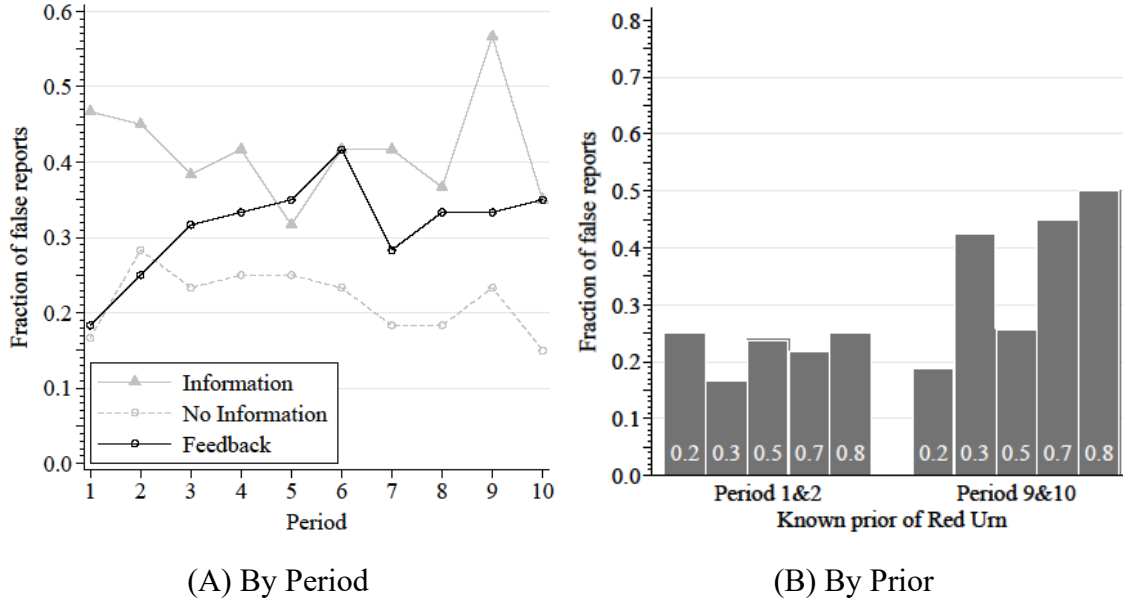 Fraction of false reports
0.6
0.5
0.4
0.3
0.2
0.1
0.0
Information
No Information
Feedback
1 2 3 4 5 6 7 8 9 10
Period
(A) By Period
Fraction of false reports
0.8
0.7
0.6
0.5
0.4
0.3
0.2
0.1
0.0
0.2 0.3 0.5 0.7 0.8 0.2 0.3 0.5 0.7 0.8
Period 1&2 Period 9&10
Known prior of Red Urn
(B) By Prior